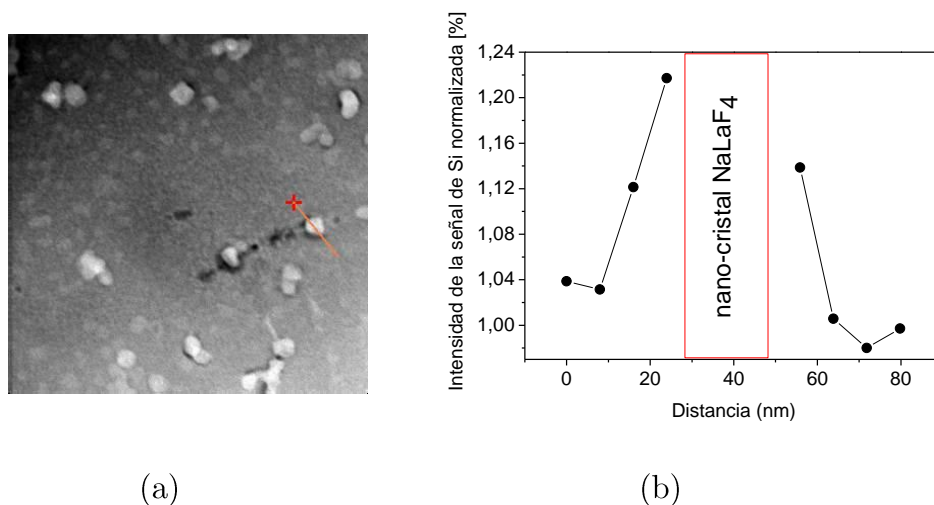 Intensidad de la señal de Si normalizada [%]
1,24
1,20
1,16
1,12
1,08
1,04
1,00
nano-cristal NaLaF4
0 20 40 60 80
Distancia (nm)
(a) (b)